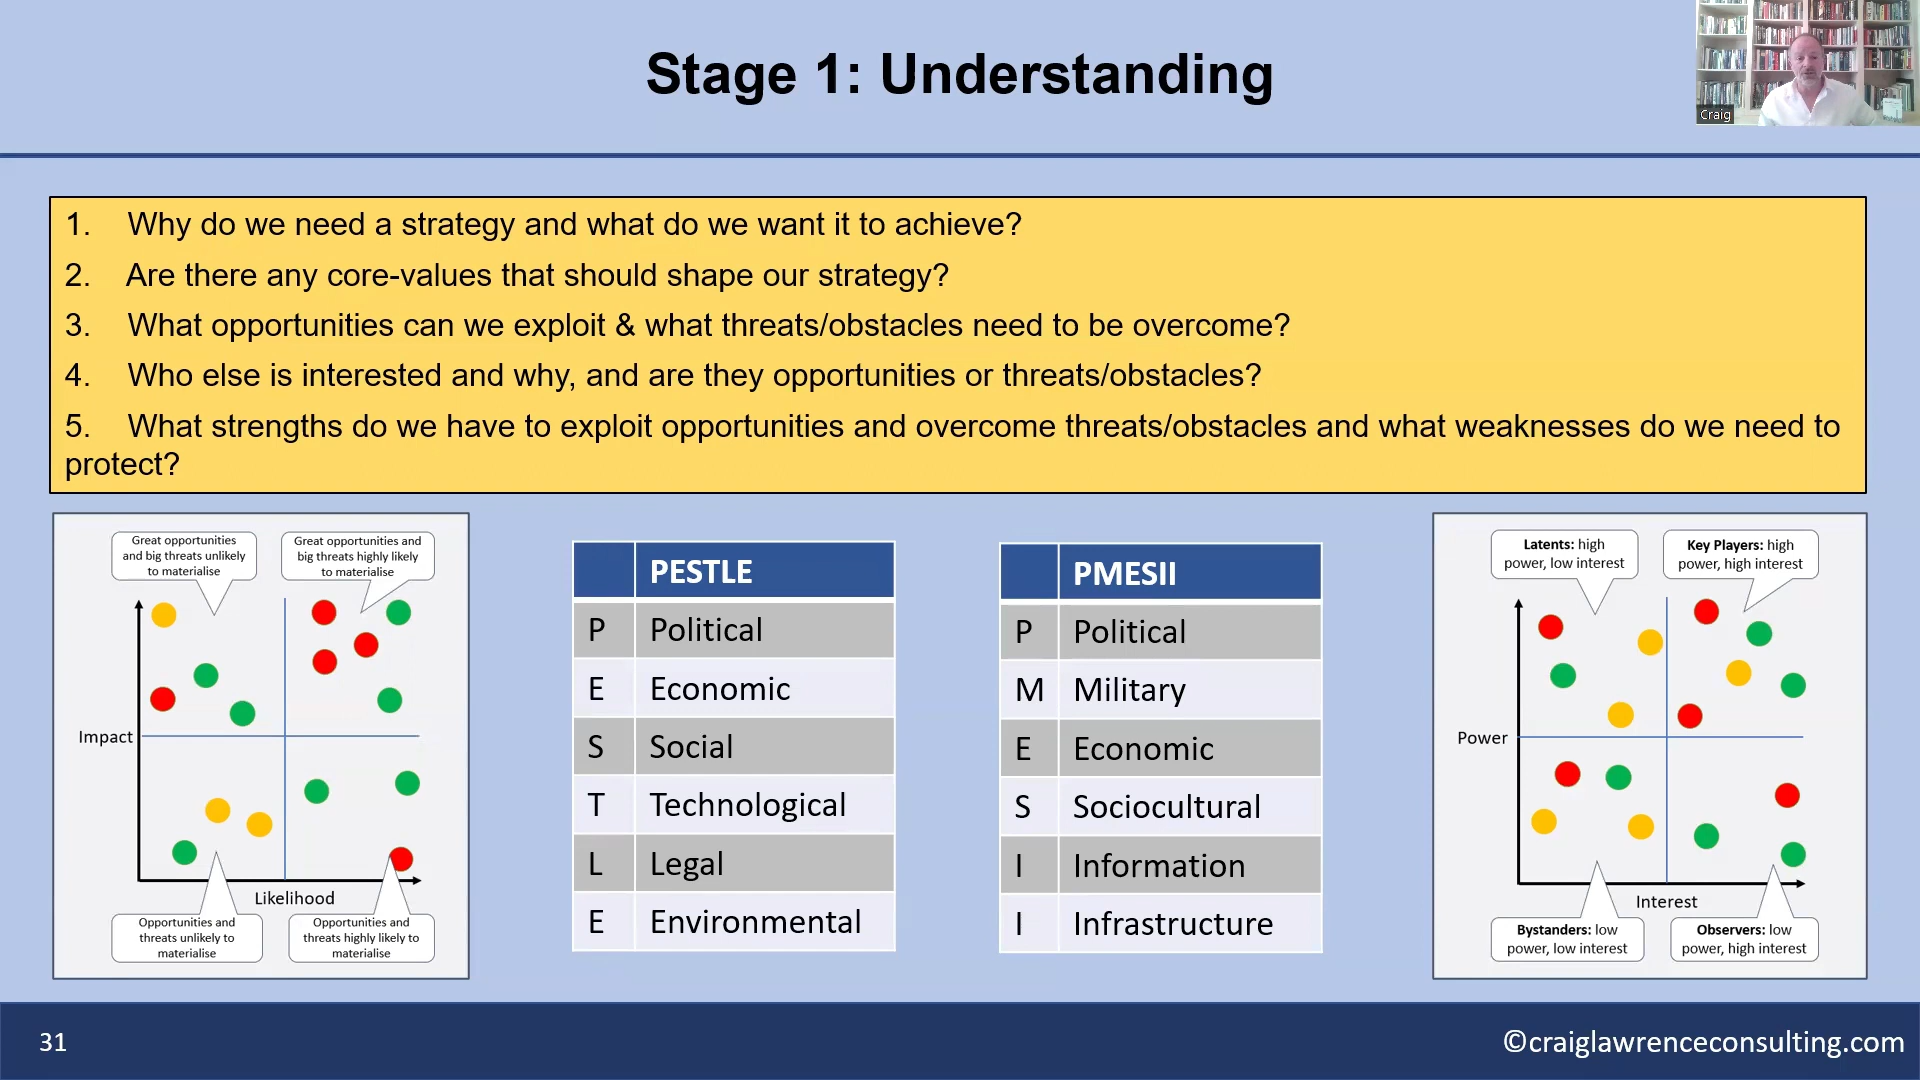 Stage 1: Understanding
Craig
1. Why do we need a strategy and what do we want it to achieve?
2. Are there any core-values that should shape our strategy?
3. What opportunities can we exploit & what threats/obstacles need to be overcome?
4. Who else is interested and why, and are they opportunities or threats/obstacles?
5. What strengths do we have to exploit opportunities and overcome threats/obstacles and what weaknesses do we need to
protect?
Great opportunities
and big threats unlikely
to materialise
Great opportunities and
big threats highly likely
to materialise
Impact
Likelihood
Opportunities and
threats unlikely to
materialise
Opportunities and
threats highly likely to
materialise
PESTLE
P Political
E Economic
S Social
T Technological
L Legal
E Environmental
PMESII
P Political
M Military
E Economic
S Sociocultural
I Information
I Infrastructure
Latents: high
power, low interest
Key Players: high
power, high interest
Power
Interest
Bystanders: low
power, low interest
Observers: low
power, high interest
31
©craiglawrenceconsulting.com